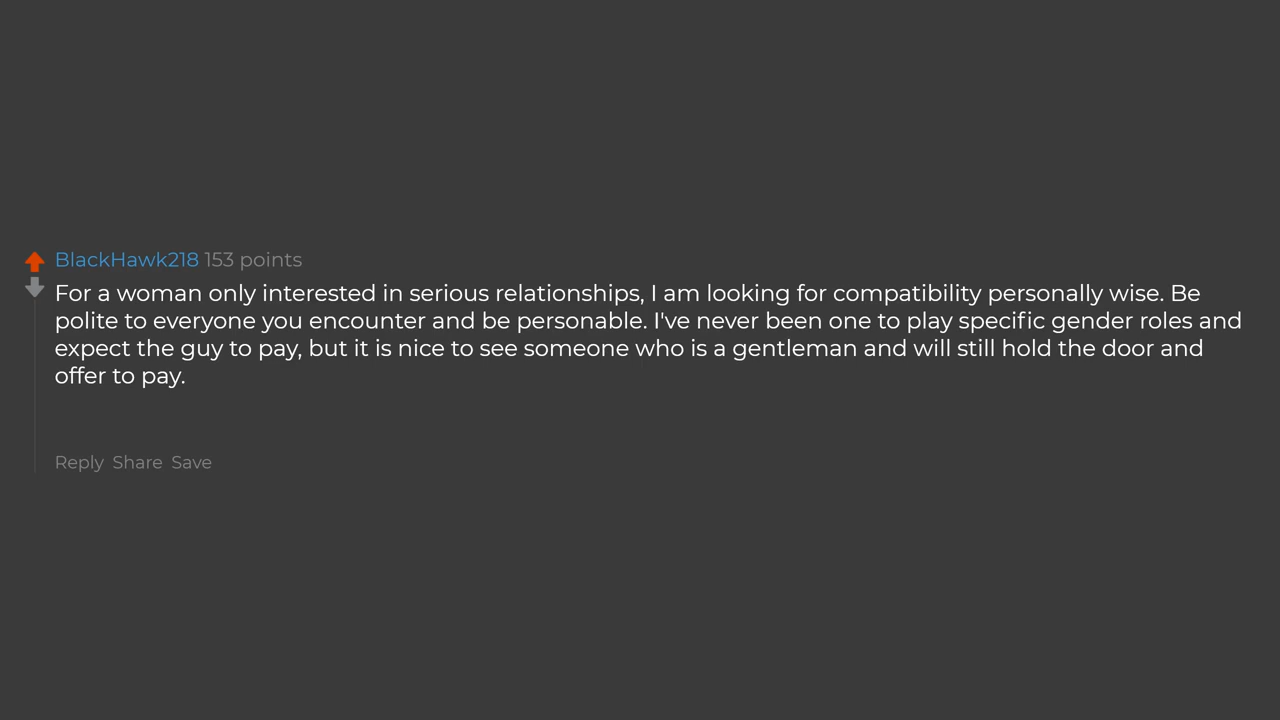 BlackHawk218 153 points
For a woman only interested in serious relationships, I am looking for compatibility personally wise. Be
polite to everyone you encounter and be personable. I've never been one to play specific gender roles and
expect the guy to pay, but it is nice to see someone who is a gentleman and will still hold the door and
offer to pay.
Reply Share Save